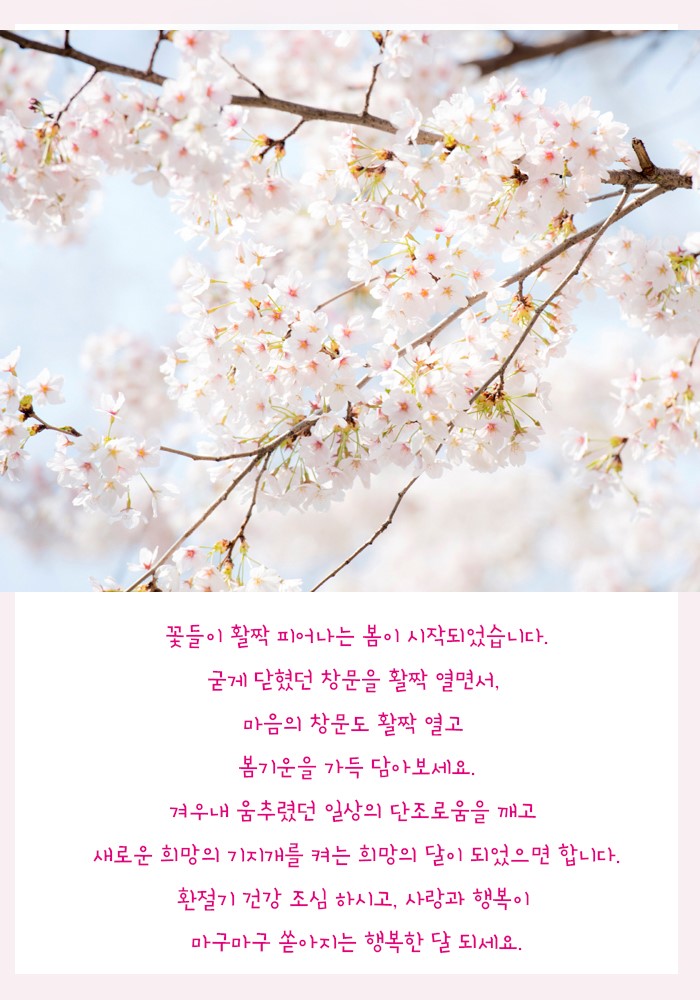 꽃들이 활짝 피어나는 봄이 시작되었습니다.
굳게 닫혔던 창문을 활짝 열면서,
마음의 창문도 활짝 열고
봄기운을 가득 담아보세요.
겨우내 움추렸던 일상의 단조로움을 깨고
새로운 희망의 기지개를 켜는 희망의 달이 되었으면 합니다.
환절기 건강 조심 하시고, 사랑과 행복이
마구마구 쏟아지는 행복한 달 되세요.